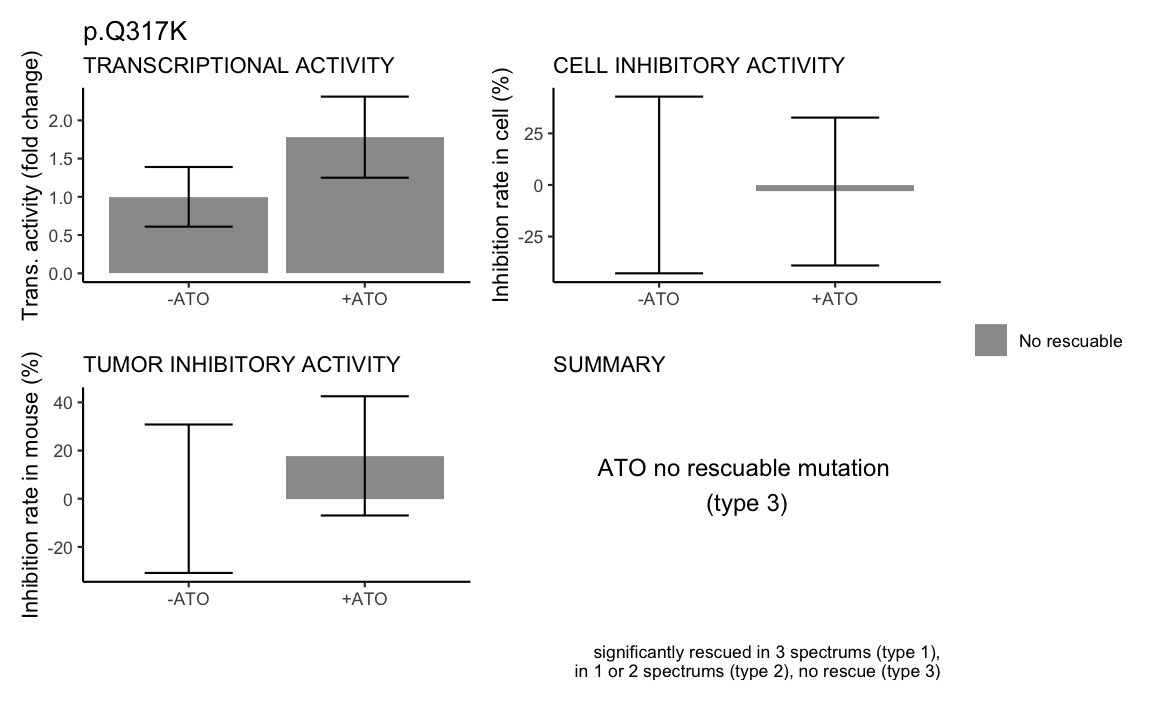 p.Q317K
TRANSCRIPTIONAL ACTIVITY
Trans. activity (fold change)
2.0
1.5
1.0
0.5
0.0
-ATO +ATO
CELL INHIBITORY ACTIVITY
Inhibition rate in cell (%)
25
0
-25
-ATO +ATO
No rescuable
TUMOR INHIBITORY ACTIVITY
Inhibition rate in mouse (%)
40
20
0
-20
-ATO +ATO
SUMMARY
ATO no rescuable mutation
(type 3)
significantly rescued in 3 spectrums (type 1),
in 1 or 2 spectrums (type 2), no rescue (type 3)